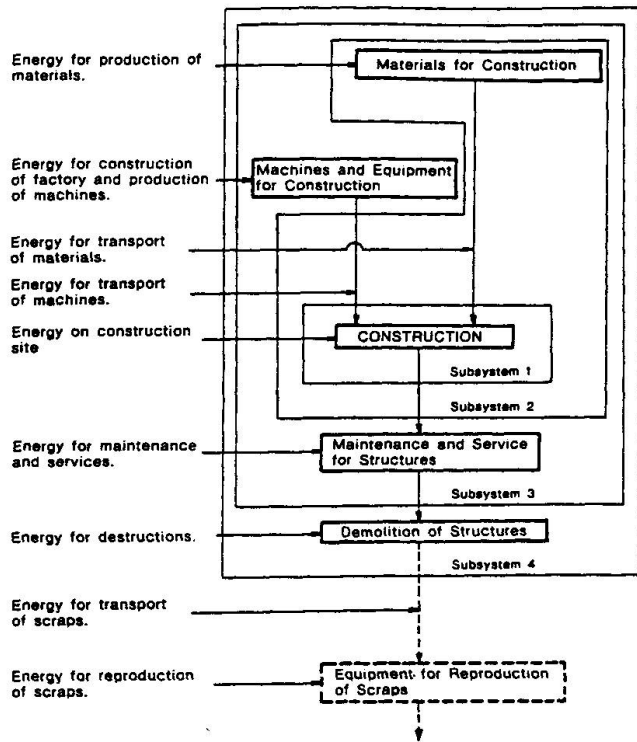 Energy for production of
materials.
Materials for Construction
Energy for construction
of factory and production
of machines.
Machines and Equipment
for Construction
Energy for transport
of materials.
Energy for transport
of machines.
Energy on construction
site
CONSTRUCTION
Subsystem 1
Subsystem 2
Energy for maintenance
and services.
Maintenance and Service
for Structures
Subsystem 3
Energy for destructions.
Demolition of Structures
Subsystem 4
Energy for transport
of scraps.
Energy for reproduction
of scraps.
Equipment for Reproduction
of Scraps